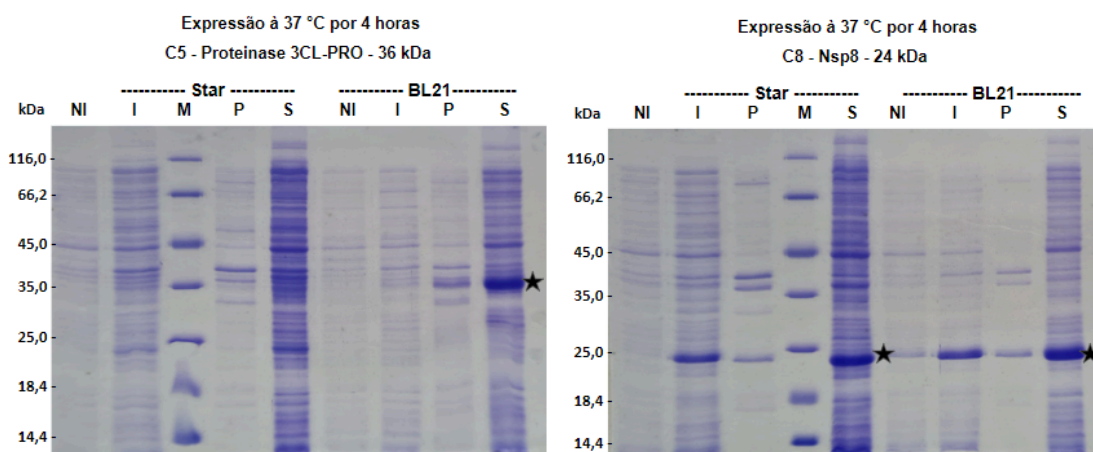 Expressão à 37 °C por 4 horas
C5 - Proteinase 3CL-PRO - 36 kDa
----------- Star ----------- ----------- BL21-----------
kDa NI I M P S NI I P S
116,0 -
66,2 -
45,0 -
35,0 -
25,0 -
18,4 -
14,4 -
Expressão à 37 °C por 4 horas
C8 - Nsp8 - 24 kDa
----------- Star ----------- ----------- BL21-----------
kDa NI I P M S NI I P S
116,0 -
66,2 -
45,0 -
35,0 -
25,0 -
18,4 -
14,4 -